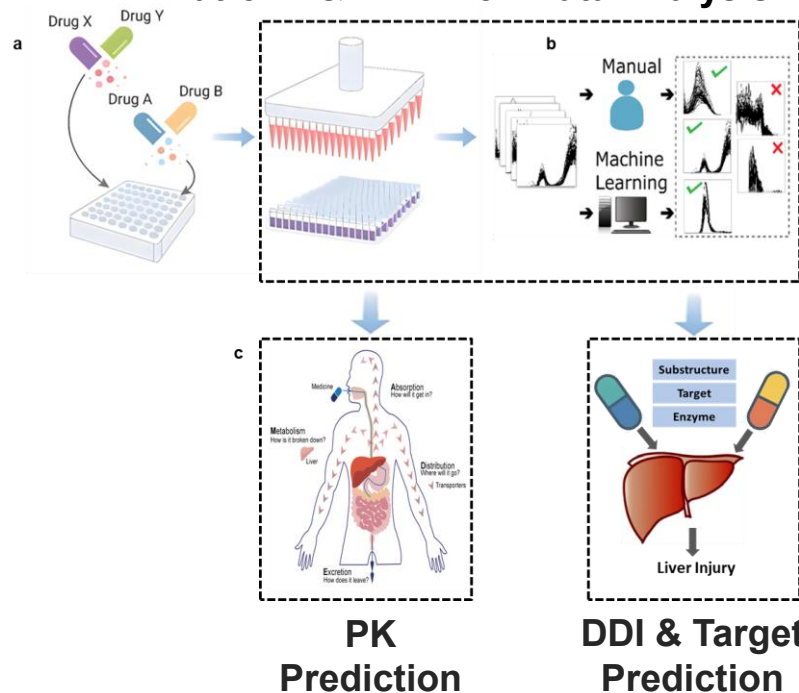 a
Drug X
Drug Y
Drug A
Drug B
b
Manual
Machine
Learning
c
Medicine
Absorption
How will it get in?
Metabolism
How is it broken down?
Liver
Distribution
Where will it go?
Transporters
Excretion
How does it leave?
Substructure
Target
Enzyme
Liver Injury
PK
Prediction
DDI & Target
Prediction